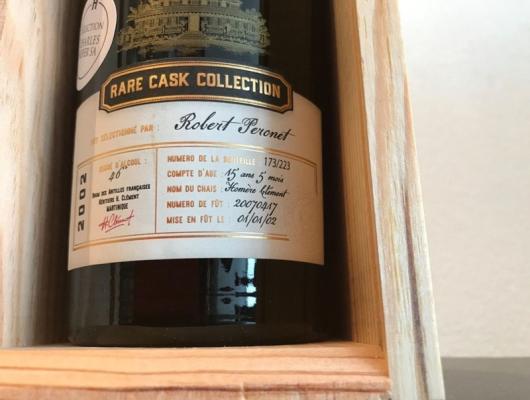 H
CHARLES
RARE CASK COLLECTION
SÉLECTIONNÉ PAR : Robert Peronet
2002
D'ALCOOL :
46
RHUM DES ANTILLES FRANÇAISES
HÉRITIERS H. CLÉMENT
MARTINIQUE
H.Clément
NUMERO DE LA BOUTEILLE : 173/223
COMPTE D'AGE : 15 ans 5 mois
NOM DU CHAIS : Homère Clément
NUMERO DE FÛT : 20070417
MISE EN FÛT LE : 01/01/02